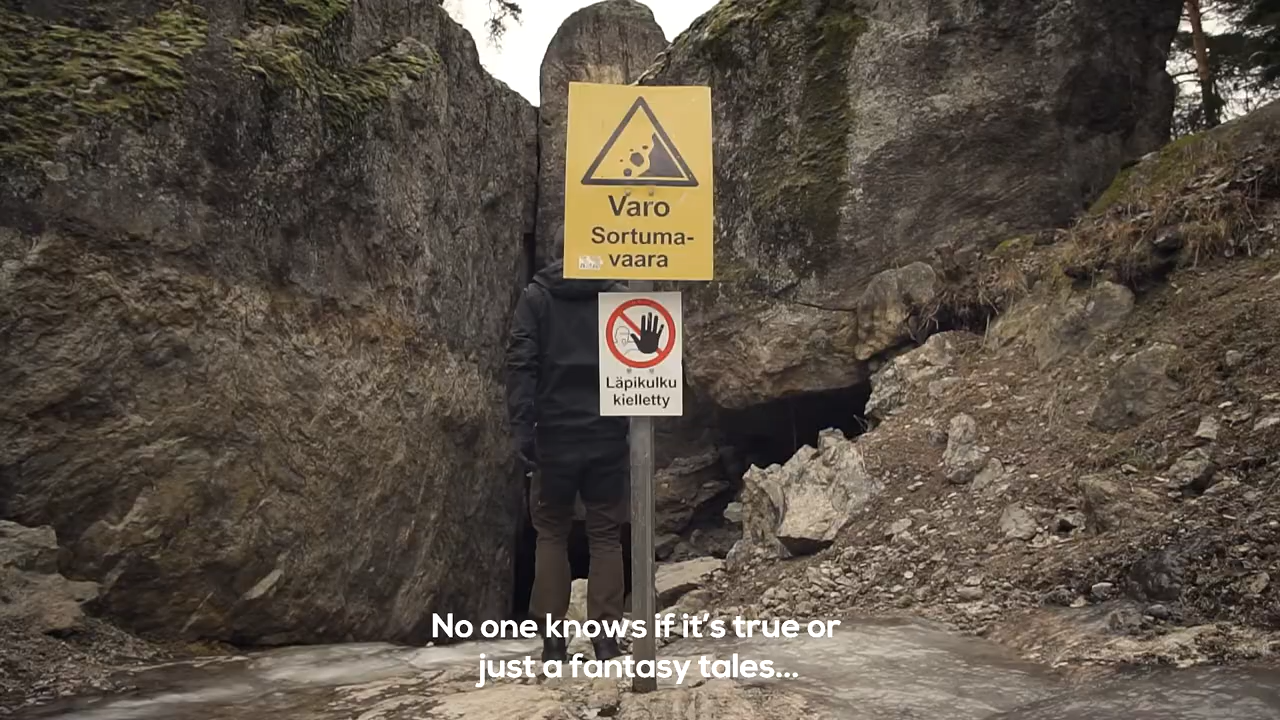 Varo
Sortuma-
vaara
Läpikulku
kielletty
No one knows if it's true or
just a fantasy tales...